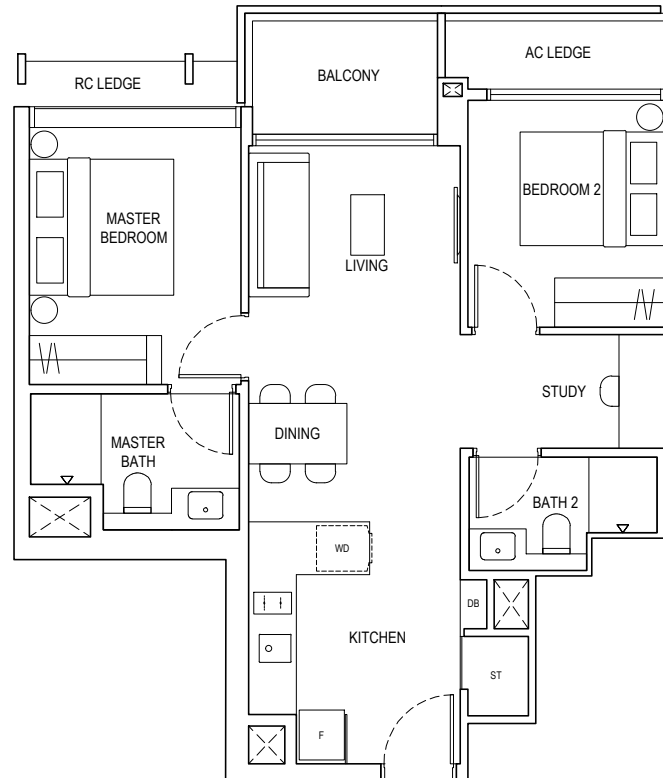 AC LEDGE
BALCONY
RC LEDGE
BEDROOM 2
MASTER
BEDROOM
LIVING
STUDY
DINING
MASTER
BATH
BATH 2
WD
DB
KITCHEN
ST
F